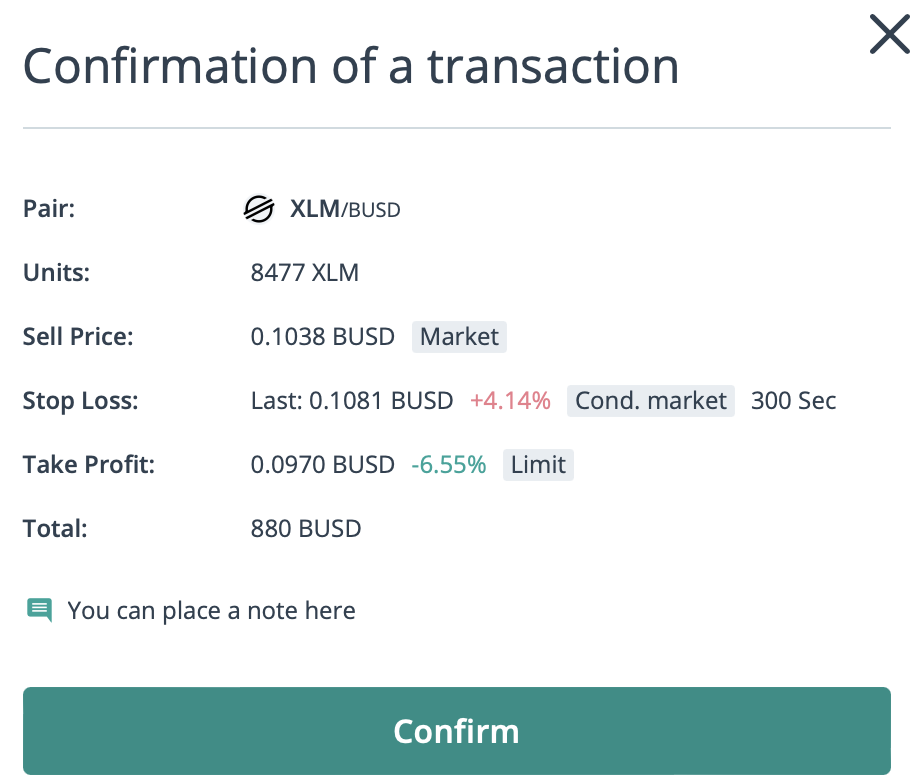 Confirmation of a transaction
Pair: XLM/BUSD
Units: 8477 XLM
Sell Price: 0.1038 BUSD Market
Stop Loss: Last: 0.1081 BUSD +4.14% Cond. market 300 Sec
Take Profit: 0.0970 BUSD -6.55% Limit
Total: 880 BUSD
You can place a note here
Confirm